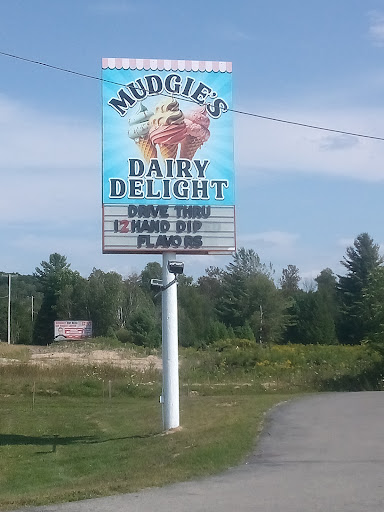 MUDGIE'S
DAIRY
DELIGHT
DRIVE THRU
12 HAND DIP
FLAVORS